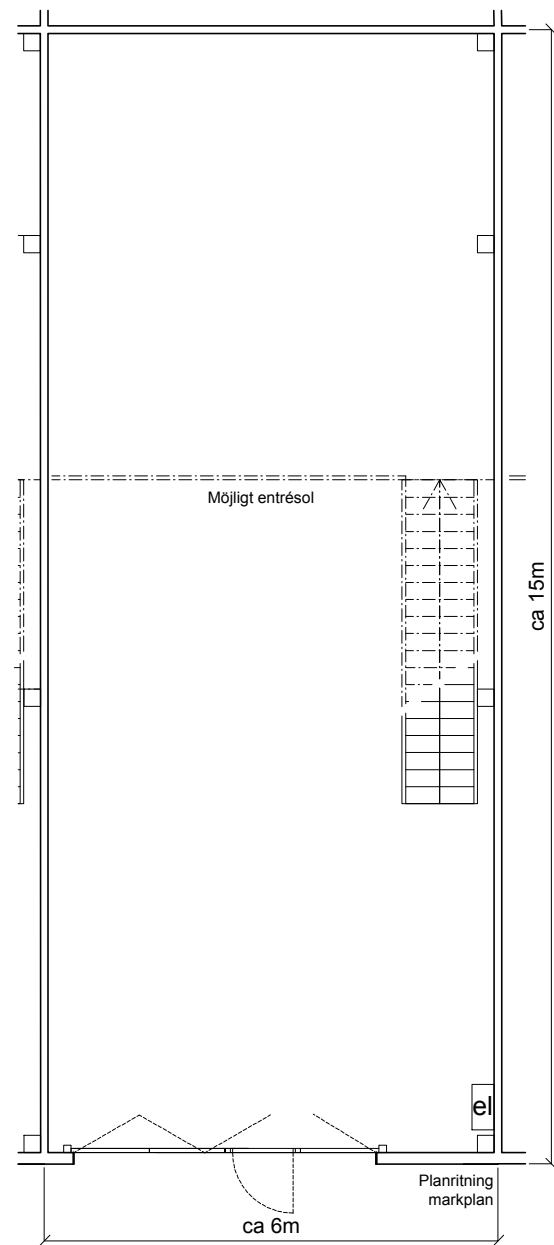 Möjligt entrésol
ca 15m
el
Planritning
markplan
ca 6m